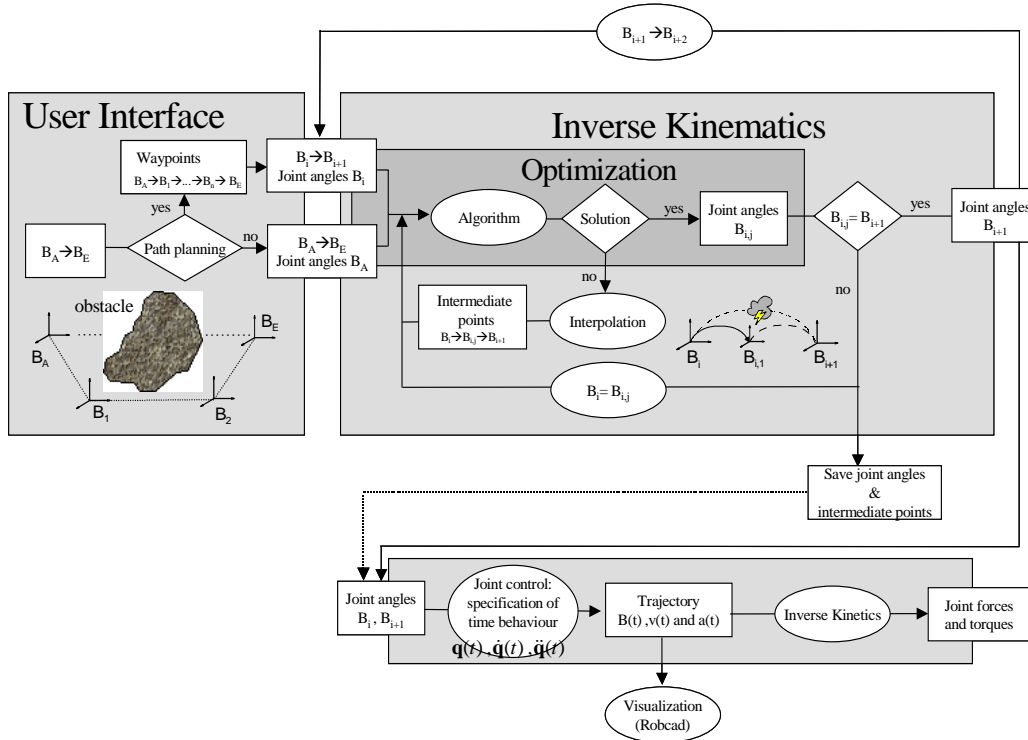 B_{i+1}→B_{i+2}
User Interface
Inverse Kinematics
Waypoints
B_A→B_1→...→B_n→B_E
B_i→B_{i+1}
Joint angles B_i
Optimization
yes
Algorithm
Solution
yes
Joint angles
B_{i,j}
B_{i,j}= B_{i+1}
yes
Joint angles
B_{i+1}
B_A→B_E
Path planning
no
B_A→B_E
Joint angles B_A
no
no
obstacle
Intermediate
points
B_i→B_{i,j}→B_{i+1}
Interpolation
B_A
B_E
B_1
B_2
B_i
B_{i,1}
B_{i+1}
B_i= B_{i,j}
Save joint angles
&
intermediate points
Joint angles
B_i, B_{i+1}
Joint control:
specification of
time behaviour
q(t) ,q̇(t) ,q̈(t)
Trajectory
B(t) ,v(t) and a(t)
Inverse Kinetics
Joint forces
and torques
Visualization
(Robcad)